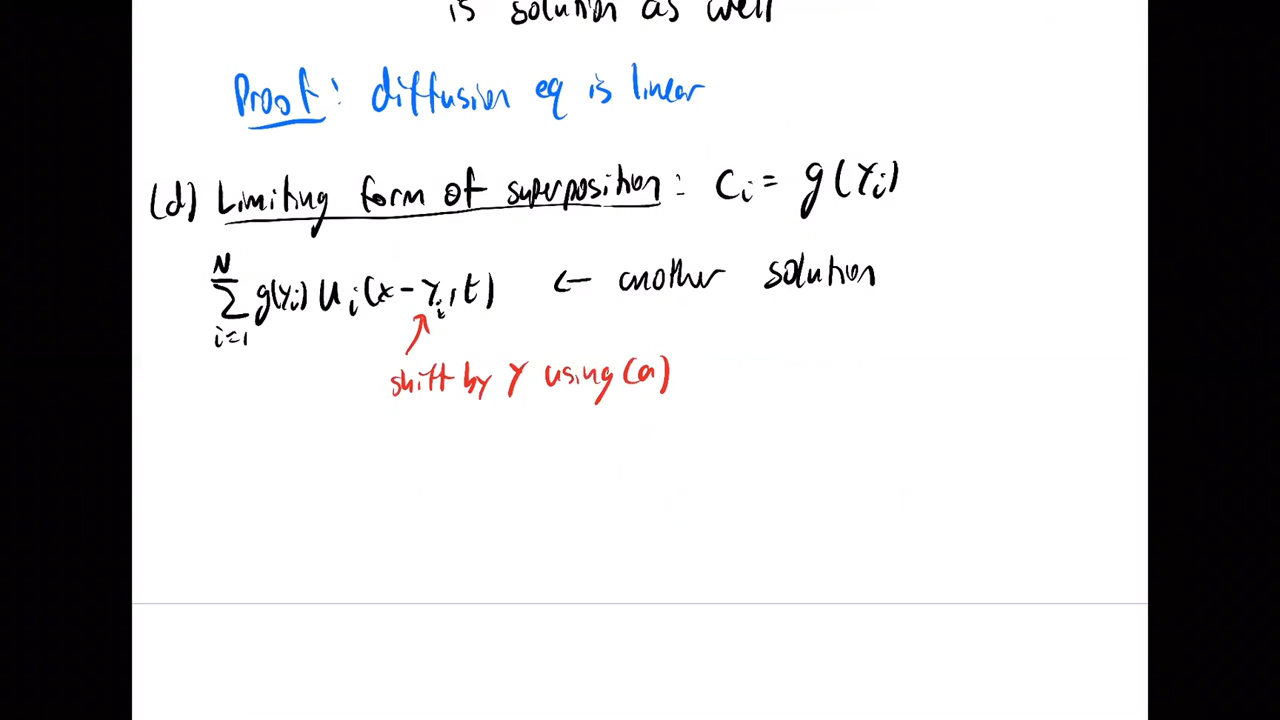 is solution as well
Proof: diffusion eq is linear
(d) Limiting form of superposition: Ci = g(Yi)
N
∑ g(Yi) Ui(x - Yi, t) ← another solution
i=1
shift by Y using (a)